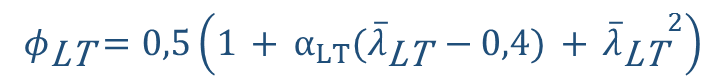 ϕ_LT = 0,5 (1 + α_LT(λ̄_LT − 0,4) + λ̄_LT²)